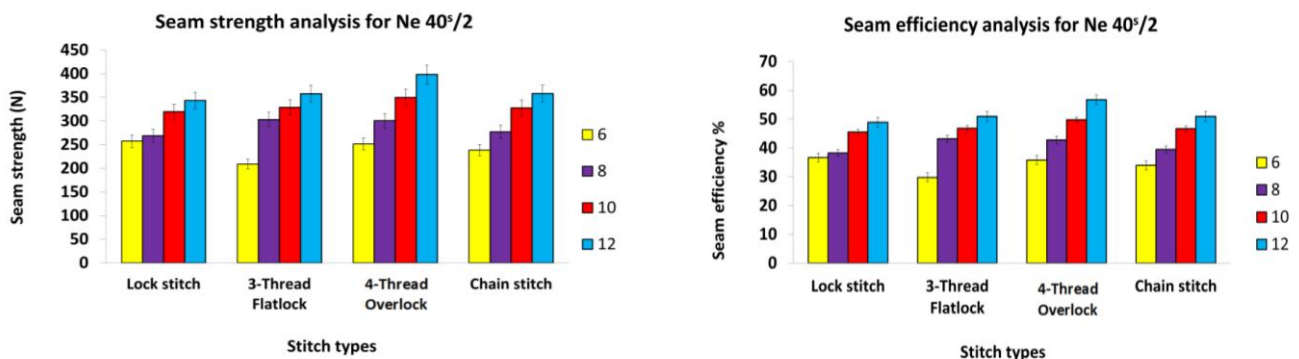 Seam strength analysis for Ne 40ˢ/2
Seam strength (N)
450
400
350
300
250
200
150
100
50
0
Lock stitch
3-Thread
Flatlock
4-Thread
Overlock
Chain stitch
Stitch types
6
8
10
12
Seam efficiency analysis for Ne 40ˢ/2
Seam efficiency %
70
60
50
40
30
20
10
0
Lock stitch
3-Thread
Flatlock
4-Thread
Overlock
Chain stitch
Stitch types
6
8
10
12